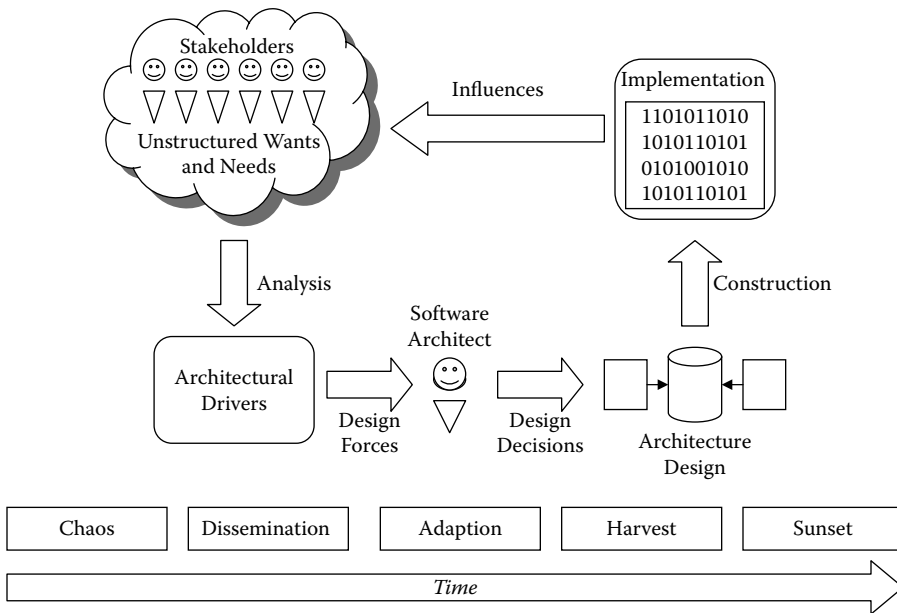 Stakeholders
Unstructured Wants
and Needs
Influences
Implementation
1101011010
1010110101
0101001010
1010110101
Analysis
Construction
Architectural
Drivers
Design
Forces
Software
Architect
Design
Decisions
Architecture
Design
Chaos
Dissemination
Adaption
Harvest
Sunset
Time